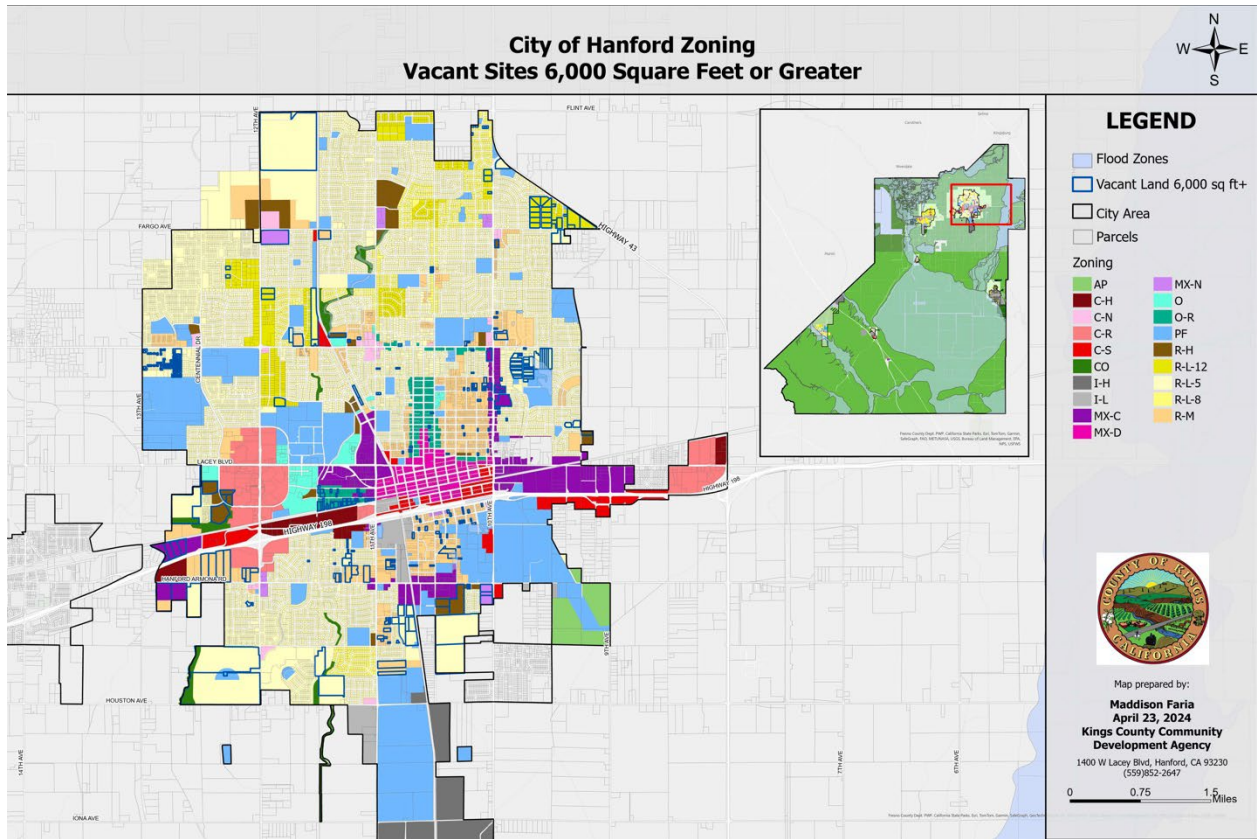 City of Hanford Zoning
Vacant Sites 6,000 Square Feet or Greater
N
W
E
S
12TH AVE
FLINT AVE
FARGO AVE
HIGHWAY 43
CENTENNIAL DR
13TH AVE
LACEY BLVD
HIGHWAY 198
HIGHWAY 198
11TH AVE
10TH AVE
HANFORD ARMONA RD
9TH AVE
HOUSTON AVE
14TH AVE
7TH AVE
6TH AVE
IONA AVE
LEGEND
Flood Zones
Vacant Land 6,000 sq ft+
City Area
Parcels
Zoning
AP
C-H
C-N
C-R
C-S
CO
I-H
I-L
MX-C
MX-D
MX-N
O
O-R
PF
R-H
R-L-12
R-L-5
R-L-8
R-M
COUNTY OF KINGS
CALIFORNIA
Map prepared by:
Maddison Faria
April 23, 2024
Kings County Community
Development Agency
1400 W Lacey Blvd, Hanford, CA 93230
(559)852-2647
0 0.75 1.5
Miles